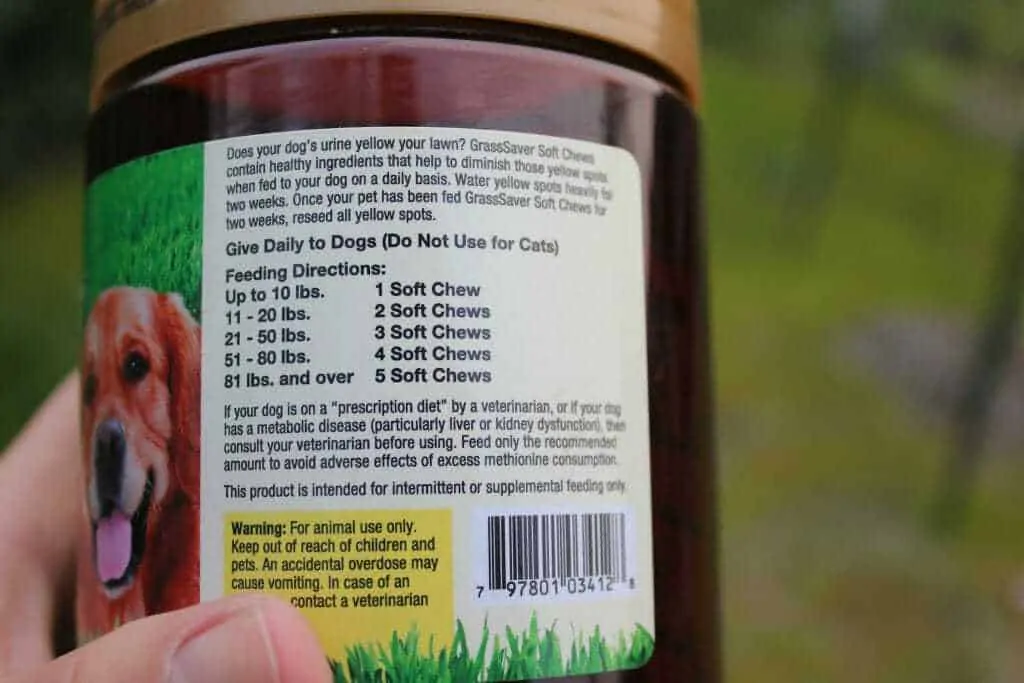 Does your dog's urine yellow your lawn? GrassSaver Soft Chews
contain healthy ingredients that help to diminish those yellow spots
when fed to your dog on a daily basis. Water yellow spots heavily for
two weeks. Once your pet has been fed GrassSaver Soft Chews for
two weeks, reseed all yellow spots.
Give Daily to Dogs (Do Not Use for Cats)
Feeding Directions:
Up to 10 lbs. 1 Soft Chew
11 - 20 lbs. 2 Soft Chews
21 - 50 lbs. 3 Soft Chews
51 - 80 lbs. 4 Soft Chews
81 lbs. and over 5 Soft Chews
If your dog is on a "prescription diet" by a veterinarian, or if your dog
has a metabolic disease (particularly liver or kidney dysfunction), then
consult your veterinarian before using. Feed only the recommended
amount to avoid adverse effects of excess methionine consumption.
This product is intended for intermittent or supplemental feeding only.
Warning: For animal use only.
Keep out of reach of children and
pets. An accidental overdose may
cause vomiting. In case of an
contact a veterinarian
7 97801 03412 8